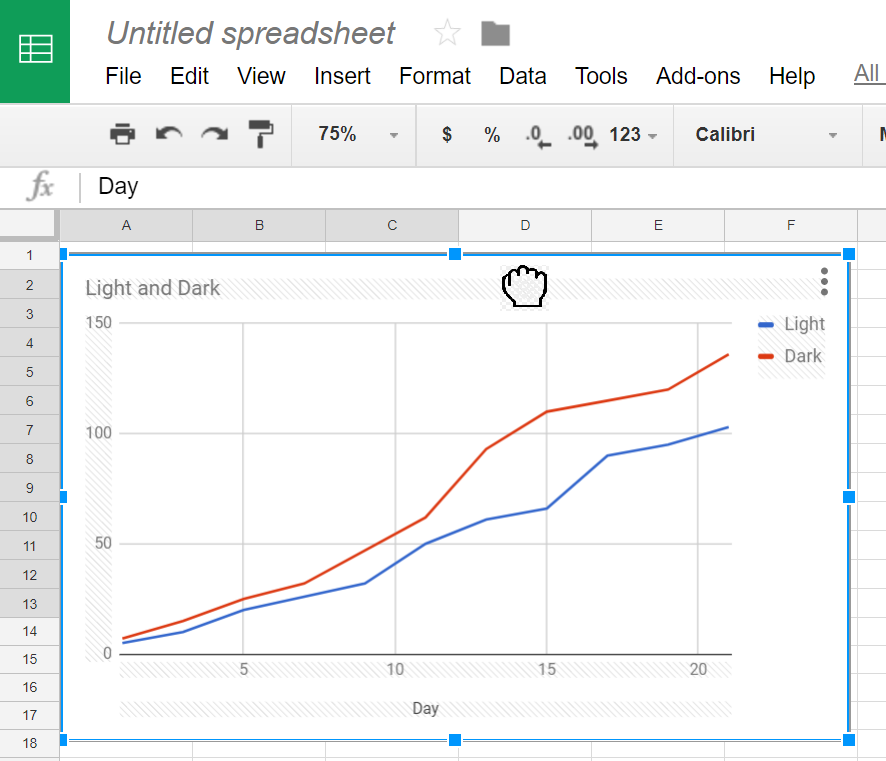 Untitled spreadsheet
File Edit View Insert Format Data Tools Add-ons Help All
75% $ % .0 .00 123 Calibri
fx Day
A B C D E F
1
2
3
4
5
6
7
8
9
10
11
12
13
14
15
16
17
18
Light and Dark
150
100
50
0
5 10 15 20
Day
Light
Dark